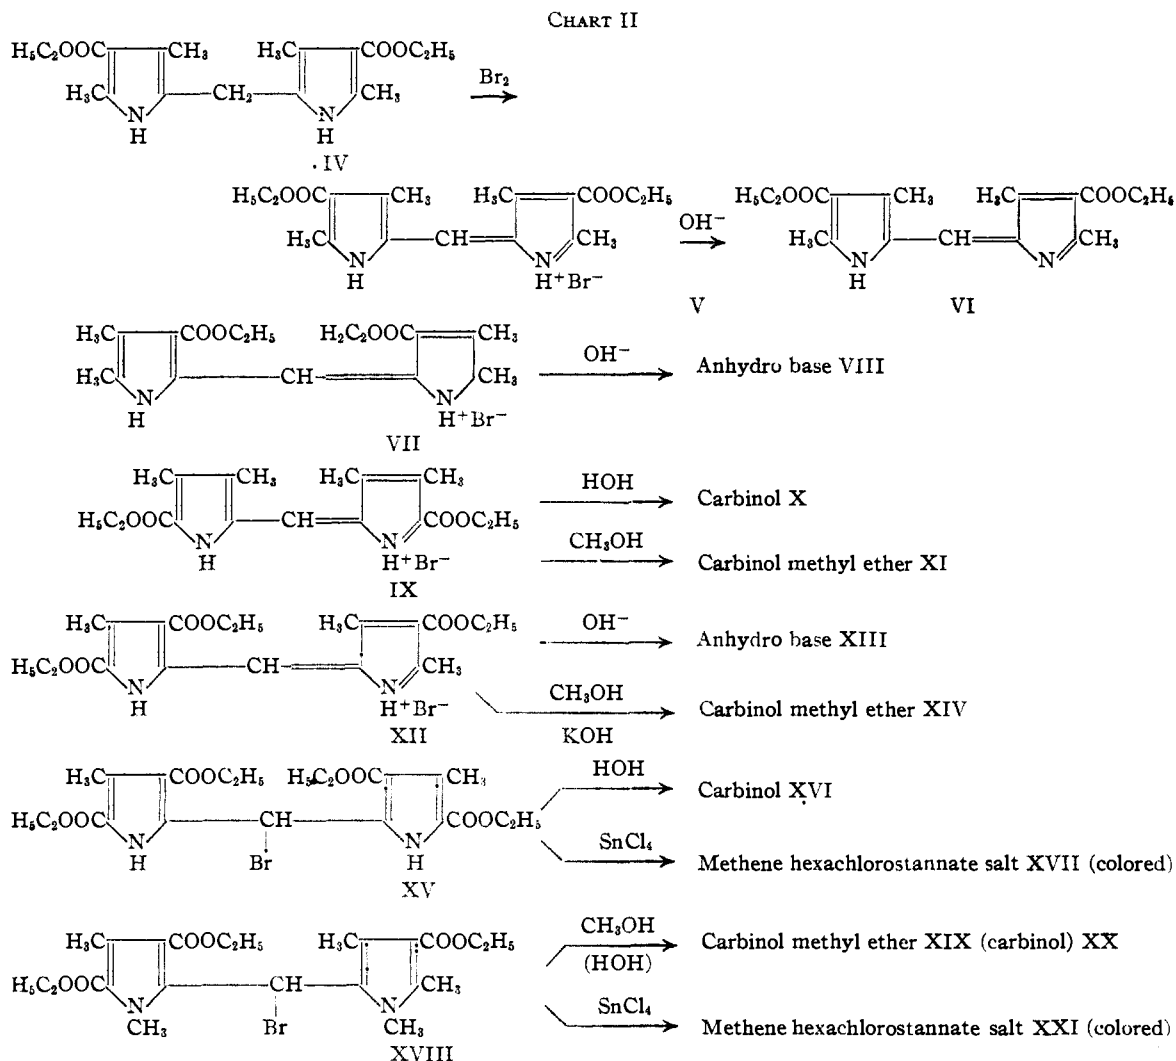 CHART II
H₅C₂OOC CH₃ H₃C COOC₂H₅
H₃C CH₂ CH₃ Br₂
N N
H H
.IV
H₅C₂OOC CH₃ H₃C COOC₂H₅ OH⁻ H₅C₂OOC CH₃ H₃C COOC₂H₅
H₃C CH CH₃ H₃C CH CH₃
N N N N
H H⁺Br⁻ H
V VI
H₃C COOC₂H₅ H₂C₂OOC CH₃ OH⁻
H₃C CH CH₃ Anhydro base VIII
N N
H H⁺Br⁻
VII
H₃C CH₃ H₃C CH₃ HOH Carbinol X
H₅C₂OOC CH COOC₂H₅
N N CH₃OH
H H⁺Br⁻ Carbinol methyl ether XI
IX
H₃C COOC₂H₅ H₃C COOC₂H₅ OH⁻ Anhydro base XIII
H₅C₂OOC CH CH₃
N N CH₃OH
H H⁺Br⁻ Carbinol methyl ether XIV
XII KOH
H₃C COOC₂H₅ H₅C₂OOC CH₃ HOH
Carbinol XVI
H₅C₂OOC CH COOC₂H₅
N N SnCl₄
H Br H Methene hexachlorostannate salt XVII (colored)
XV
H₃C COOC₂H₅ H₃C COOC₂H₅ CH₃OH
Carbinol methyl ether XIX (carbinol) XX
(HOH)
H₅C₂OOC CH CH₃
N N SnCl₄
CH₃ Br CH₃ Methene hexachlorostannate salt XXI (colored)
XVIII